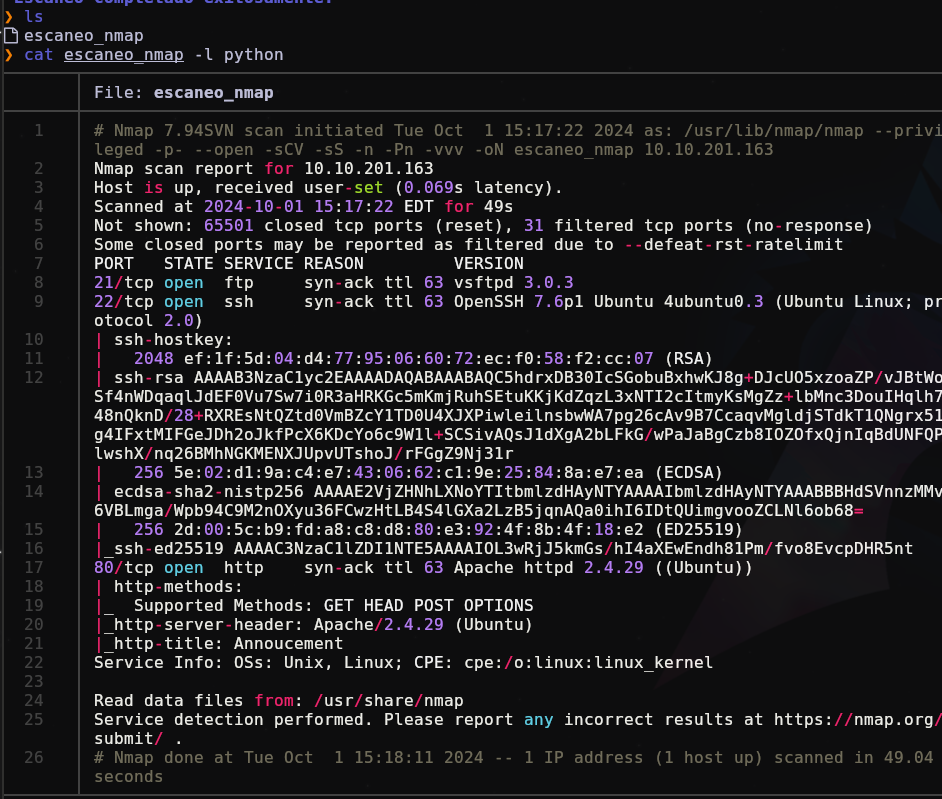 Escaneo completado exitosamente.
❯ ls
escaneo_nmap
❯ cat escaneo_nmap -l python
File: escaneo_nmap
1 # Nmap 7.94SVN scan initiated Tue Oct  1 15:17:22 2024 as: /usr/lib/nmap/nmap --privi
leged -p- --open -sCV -sS -n -Pn -vvv -oN escaneo_nmap 10.10.201.163
2 Nmap scan report for 10.10.201.163
3 Host is up, received user-set (0.069s latency).
4 Scanned at 2024-10-01 15:17:22 EDT for 49s
5 Not shown: 65501 closed tcp ports (reset), 31 filtered tcp ports (no-response)
6 Some closed ports may be reported as filtered due to --defeat-rst-ratelimit
7 PORT   STATE SERVICE REASON         VERSION
8 21/tcp open  ftp     syn-ack ttl 63 vsftpd 3.0.3
9 22/tcp open  ssh     syn-ack ttl 63 OpenSSH 7.6p1 Ubuntu 4ubuntu0.3 (Ubuntu Linux; pr
otocol 2.0)
10 | ssh-hostkey:
11 |   2048 ef:1f:5d:04:d4:77:95:06:60:72:ec:f0:58:f2:cc:07 (RSA)
12 | ssh-rsa AAAAB3NzaC1yc2EAAAADAQABAAABAQC5hdrxDB30IcSGobuBxhwKJ8g+DJcUO5xzoaZP/vJBtWo
Sf4nWDqaqlJdEF0Vu7Sw7i0R3aHRKGc5mKmjRuhSEtuKKjKdZqzL3xNTI2cItmyKsMgZz+lbMnc3DouIHqlh7
48nQknD/28+RXREsNtQZtd0VmBZcY1TD0U4XJXPiwleilnsbwWA7pg26cAv9B7CcaqvMgldjSTdkT1QNgrx51
g4IFxtMIFGeJDh2oJkfPcX6KDcYo6c9W1l+SCSivAQsJ1dXgA2bLFkG/wPaJaBgCzb8IOZOfxQjnIqBdUNFQP
lwshX/nq26BMhNGKMENXJUpvUTshoJ/rFGgZ9Nj31r
13 |   256 5e:02:d1:9a:c4:e7:43:06:62:c1:9e:25:84:8a:e7:ea (ECDSA)
14 | ecdsa-sha2-nistp256 AAAAE2VjZHNhLXNoYTItbmlzdHAyNTYAAAAIbmlzdHAyNTYAAABBBHdSVnnzMMv
6VBLmga/Wpb94C9M2nOXyu36FCwzHtLB4S4lGXa2LzB5jqnAQa0ihI6IDtQUimgvooZCLNl6ob68=
15 |   256 2d:00:5c:b9:fd:a8:c8:d8:80:e3:92:4f:8b:4f:18:e2 (ED25519)
16 |_ssh-ed25519 AAAAC3NzaC1lZDI1NTE5AAAAIOL3wRjJ5kmGs/hI4aXEwEndh81Pm/fvo8EvcpDHR5nt
17 80/tcp open  http    syn-ack ttl 63 Apache httpd 2.4.29 ((Ubuntu))
18 | http-methods:
19 |_  Supported Methods: GET HEAD POST OPTIONS
20 |_http-server-header: Apache/2.4.29 (Ubuntu)
21 |_http-title: Annoucement
22 Service Info: OSs: Unix, Linux; CPE: cpe:/o:linux:linux_kernel
23
24 Read data files from: /usr/share/nmap
25 Service detection performed. Please report any incorrect results at https://nmap.org/
submit/ .
26 # Nmap done at Tue Oct  1 15:18:11 2024 -- 1 IP address (1 host up) scanned in 49.04
seconds